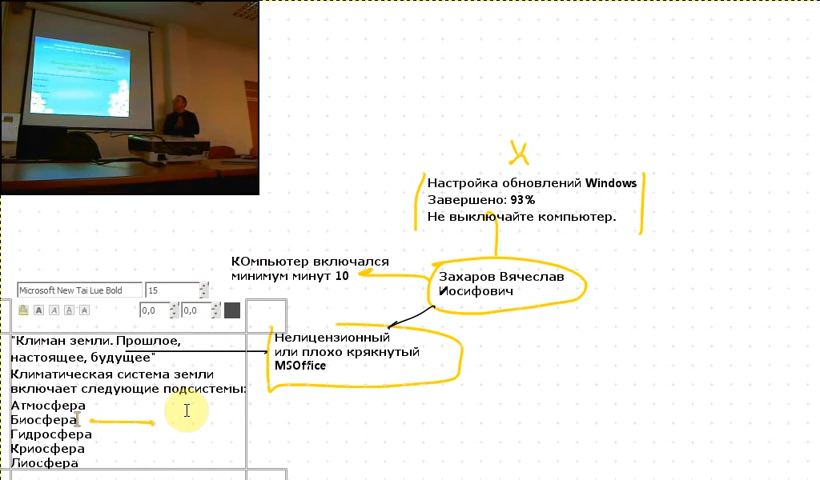 Настройка обновлений Windows
Завершено: 93%
Не выключайте компьютер.
КОмпьютер включался
минимум минут 10
Захаров Вячеслав
Иосифович
Microsoft New Tai Lue Bold
15
A A A A
0,0
0,0
Нелицензионный
или плохо крякнутый
MSOffice
"Климан земли. Прошлое,
настоящее, будущее"
Климатическая система земли
включает следующие подсистемы:
Атмосфера
Биосфера
Гидросфера
Криосфера
Лиосфера